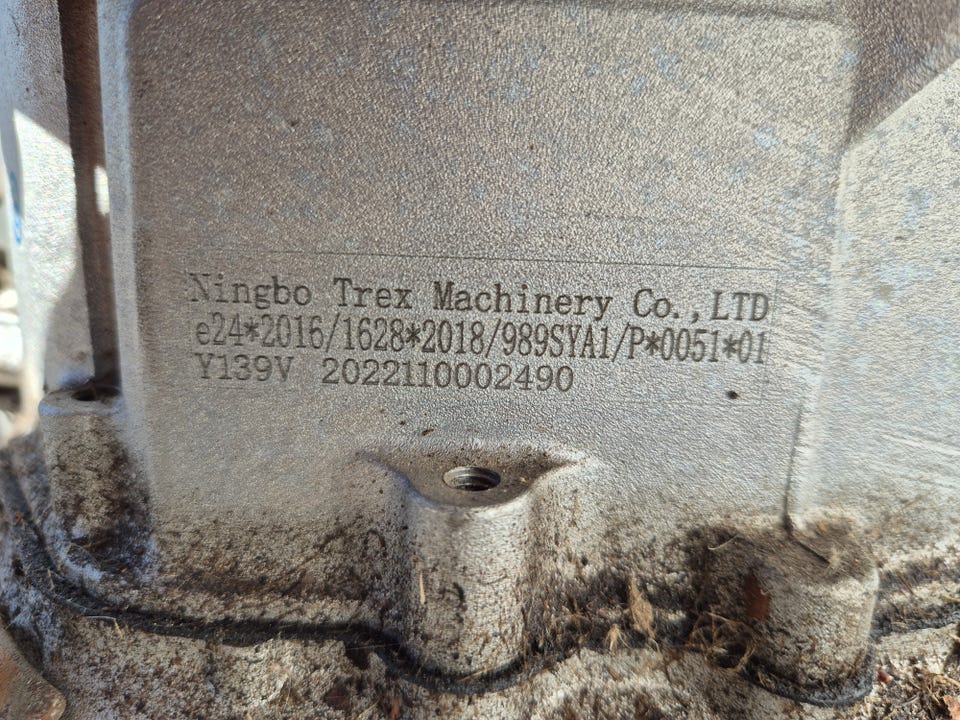 Ningbo Trex Machinery Co.,LTD
e24*2016/1628*2018/989SYA1/P*0051*01
Y139V 2022110002490